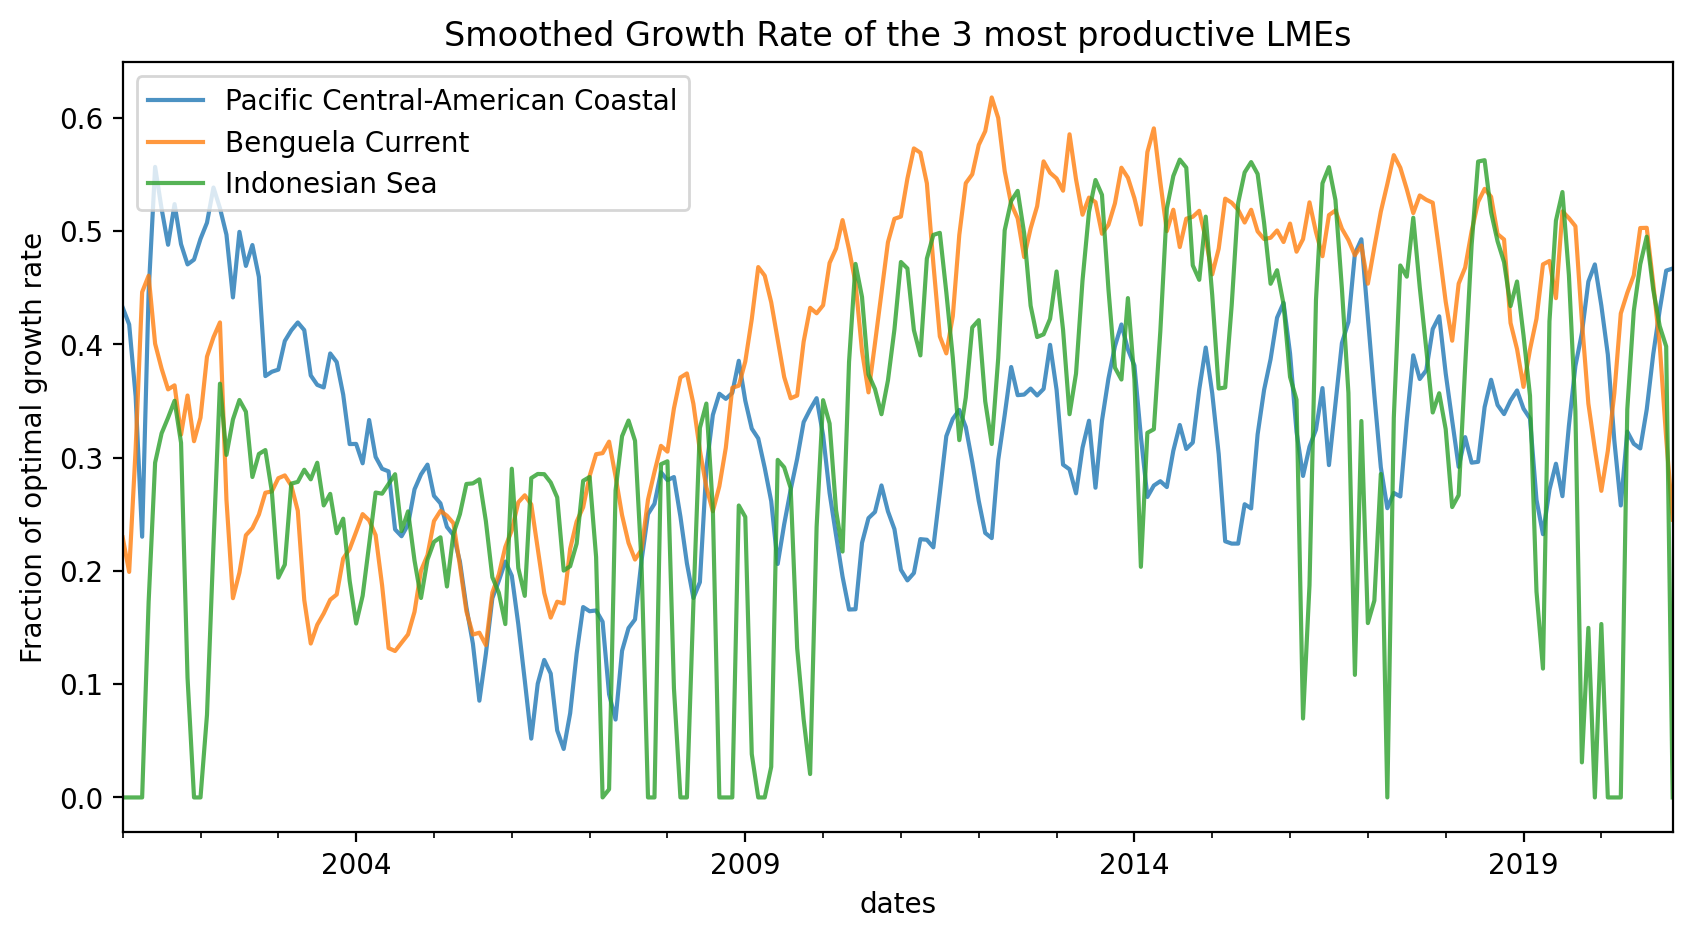 Smoothed Growth Rate of the 3 most productive LMEs
Pacific Central-American Coastal
Benguela Current
Indonesian Sea
Fraction of optimal growth rate
0.6
0.5
0.4
0.3
0.2
0.1
0.0
2004
2009
2014
2019
dates